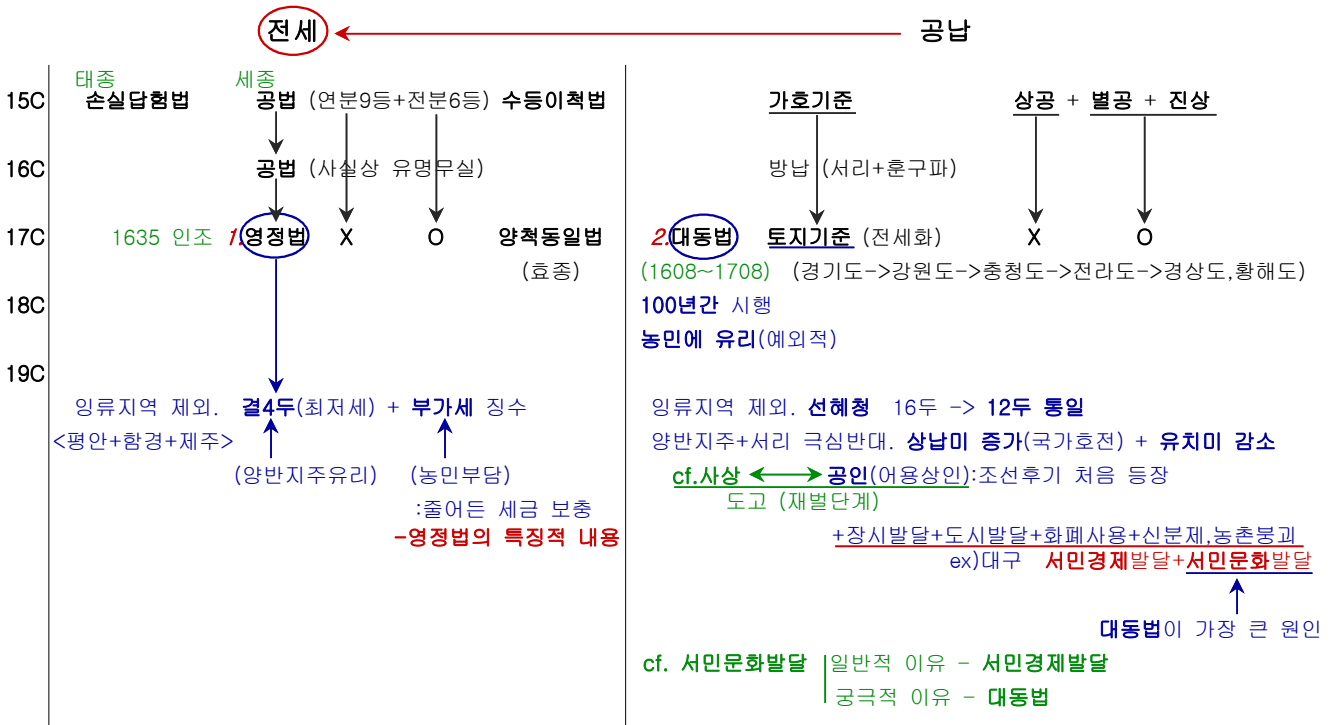 전세 공납
태종 세종
15C 손실답험법 공법 (연분9등+전분6등) 수등이척법 가호기준 상공 + 별공 + 진상
16C 공법 (사실상 유명무실) 방납 (서리+훈구파)
17C 1635 인조 1.영정법 X O 양척동일법 2.대동법 토지기준 (전세화) X O
(효종) (1608~1708) (경기도->강원도->충청도->전라도->경상도,황해도)
18C 100년간 시행
농민에 유리(예외적)
19C
잉류지역 제외. 결4두(최저세) + 부가세 징수 잉류지역 제외. 선혜청 16두 -> 12두 통일
<평안+함경+제주> 양반지주+서리 극심반대. 상납미 증가(국가호전) + 유치미 감소
(양반지주유리) (농민부담) cf.사상 공인(어용상인):조선후기 처음 등장
:줄어든 세금 보충 도고 (재벌단계)
-영정법의 특징적 내용 +장시발달+도시발달+화폐사용+신분제,농촌붕괴
ex)대구 서민경제발달+서민문화발달
대동법이 가장 큰 원인
cf. 서민문화발달 일반적 이유 - 서민경제발달
궁극적 이유 - 대동법